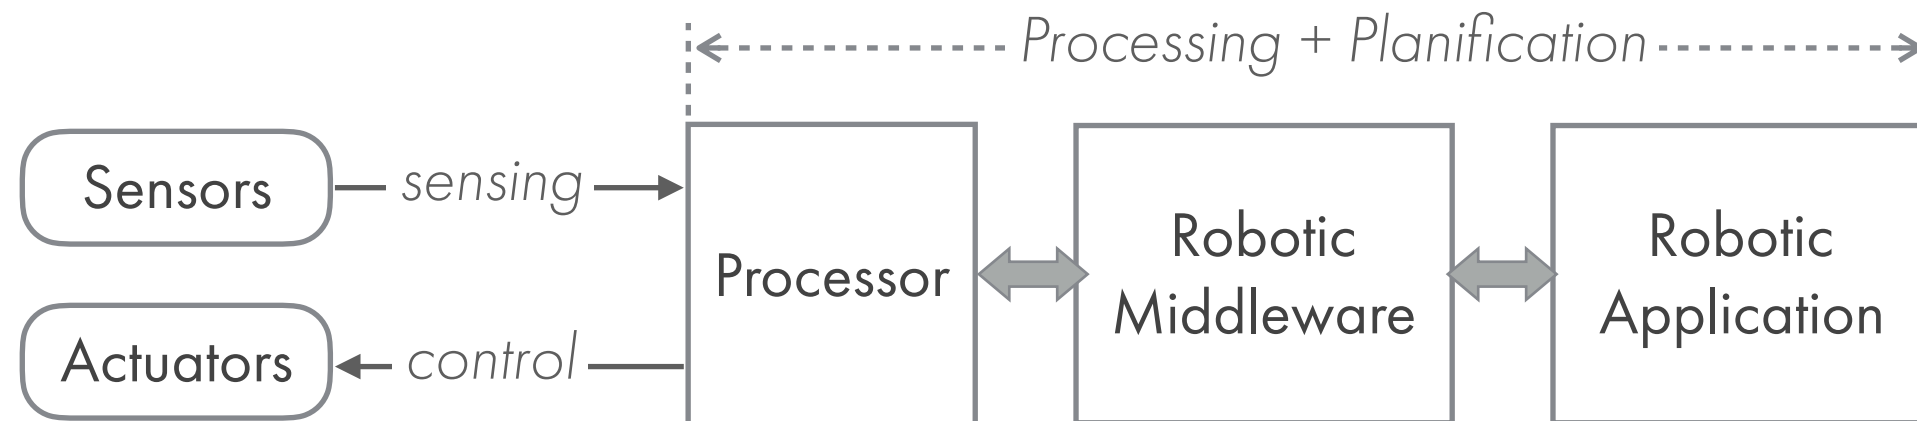 Processing + Planification
Sensors
sensing
Actuators
control
Processor
Robotic
Middleware
Robotic
Application